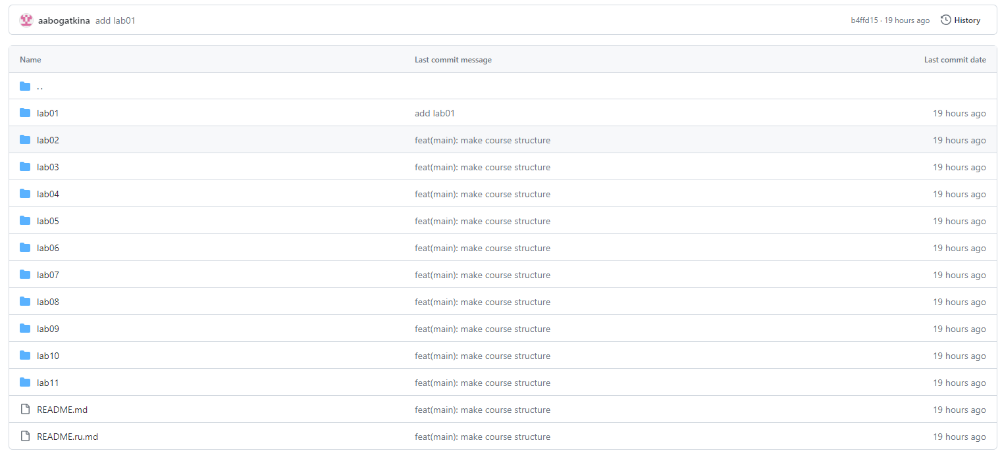 aabogatkina add lab01 b4ffd15 · 19 hours ago History
Name Last commit message Last commit date
..
lab01 add lab01 19 hours ago
lab02 feat(main): make course structure 19 hours ago
lab03 feat(main): make course structure 19 hours ago
lab04 feat(main): make course structure 19 hours ago
lab05 feat(main): make course structure 19 hours ago
lab06 feat(main): make course structure 19 hours ago
lab07 feat(main): make course structure 19 hours ago
lab08 feat(main): make course structure 19 hours ago
lab09 feat(main): make course structure 19 hours ago
lab10 feat(main): make course structure 19 hours ago
lab11 feat(main): make course structure 19 hours ago
README.md feat(main): make course structure 19 hours ago
README.ru.md feat(main): make course structure 19 hours ago